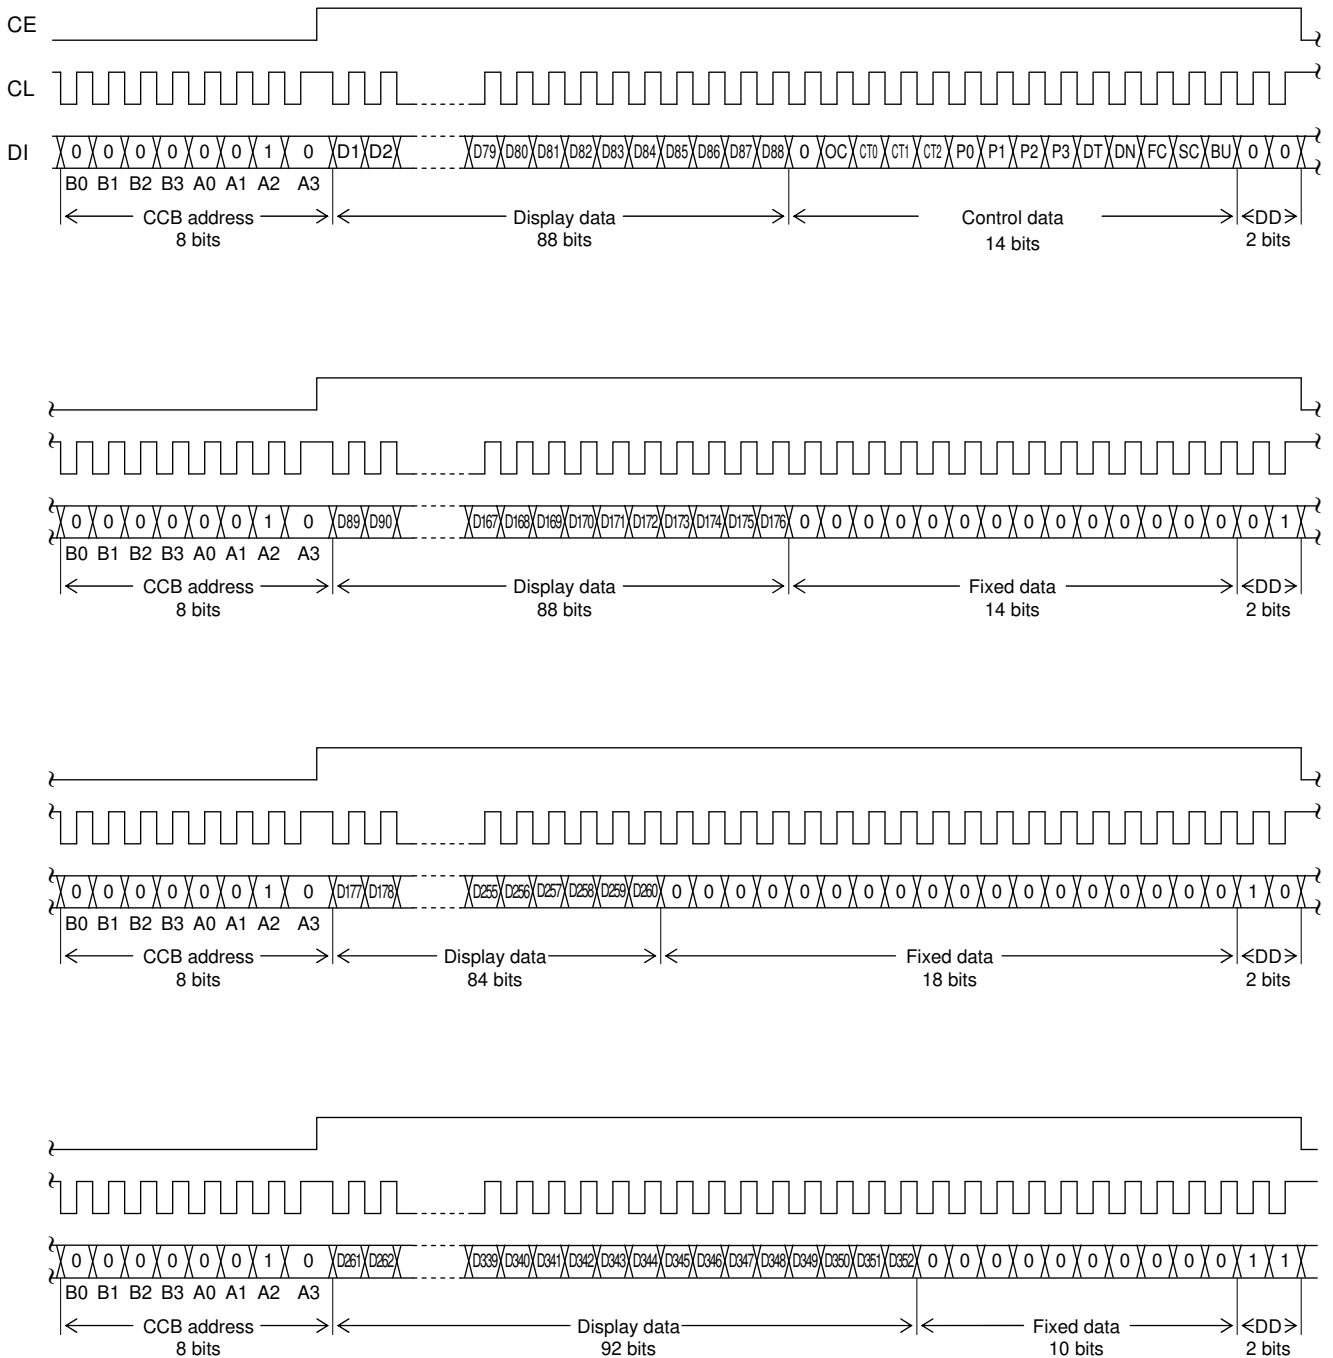 CE
CL
DI 0 0 0 0 0 0 1 0 D1 D2 D79 D80 D81 D82 D83 D84 D85 D86 D87 D88 0 OC CT0 CT1 CT2 P0 P1 P2 P3 DT DN FC SC BU 0 0
B0 B1 B2 B3 A0 A1 A2 A3
CCB address Display data Control data DD
8 bits 88 bits 14 bits 2 bits
0 0 0 0 0 0 1 0 D89 D90 D167 D168 D169 D170 D171 D172 D173 D174 D175 D176 0 0 0 0 0 0 0 0 0 0 0 0 0 0 0 1
B0 B1 B2 B3 A0 A1 A2 A3
CCB address Display data Fixed data DD
8 bits 88 bits 14 bits 2 bits
0 0 0 0 0 0 1 0 D177 D178 D255 D256 D257 D258 D259 D260 0 0 0 0 0 0 0 0 0 0 0 0 0 0 0 0 0 0 1 0
B0 B1 B2 B3 A0 A1 A2 A3
CCB address Display data Fixed data DD
8 bits 84 bits 18 bits 2 bits
0 0 0 0 0 0 1 0 D261 D262 D339 D340 D341 D342 D343 D344 D345 D346 D347 D348 D349 D350 D351 D352 0 0 0 0 0 0 0 0 0 0 1 1
B0 B1 B2 B3 A0 A1 A2 A3
CCB address Display data Fixed data DD
8 bits 92 bits 10 bits 2 bits